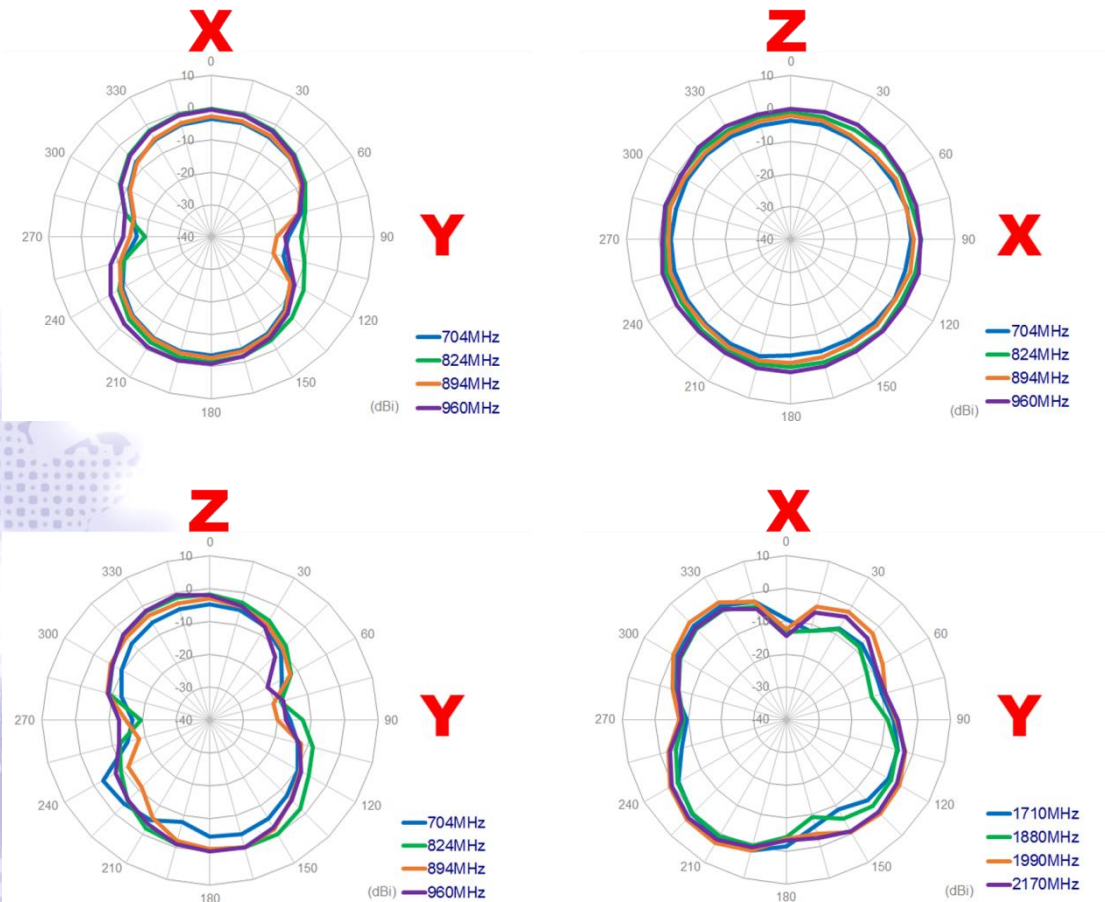 X
0
10
330
30
0
-10
300
60
-20
-30
Y
270
-40
90
240
120
704MHz
824MHz
210
150
894MHz
180
(dBi)
960MHz
Z
0
10
330
30
0
-10
300
60
-20
-30
X
270
-40
90
240
120
704MHz
824MHz
210
150
894MHz
180
(dBi)
960MHz
Z
0
10
330
30
0
-10
300
60
-20
-30
Y
270
-40
90
240
120
704MHz
824MHz
210
150
894MHz
180
(dBi)
960MHz
X
0
10
330
30
0
-10
300
60
-20
-30
Y
270
-40
90
240
120
1710MHz
1880MHz
210
150
1990MHz
180
(dBi)
2170MHz